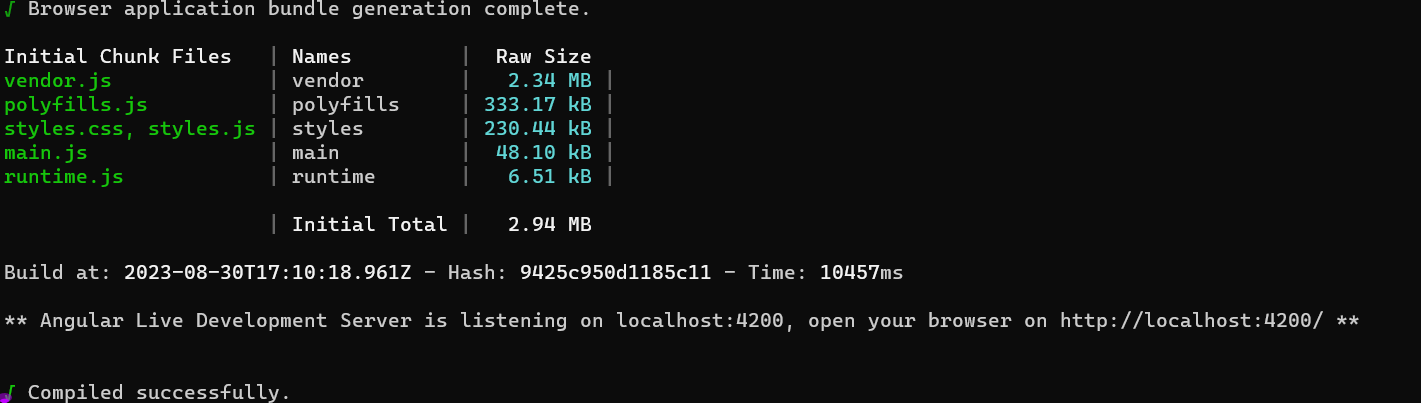 √ Browser application bundle generation complete.
Initial Chunk Files | Names | Raw Size
vendor.js | vendor | 2.34 MB |
polyfills.js | polyfills | 333.17 kB |
styles.css, styles.js | styles | 230.44 kB |
main.js | main | 48.10 kB |
runtime.js | runtime | 6.51 kB |
| Initial Total | 2.94 MB
Build at: 2023-08-30T17:10:18.961Z - Hash: 9425c950d1185c11 - Time: 10457ms
** Angular Live Development Server is listening on localhost:4200, open your browser on http://localhost:4200/ **
√ Compiled successfully.